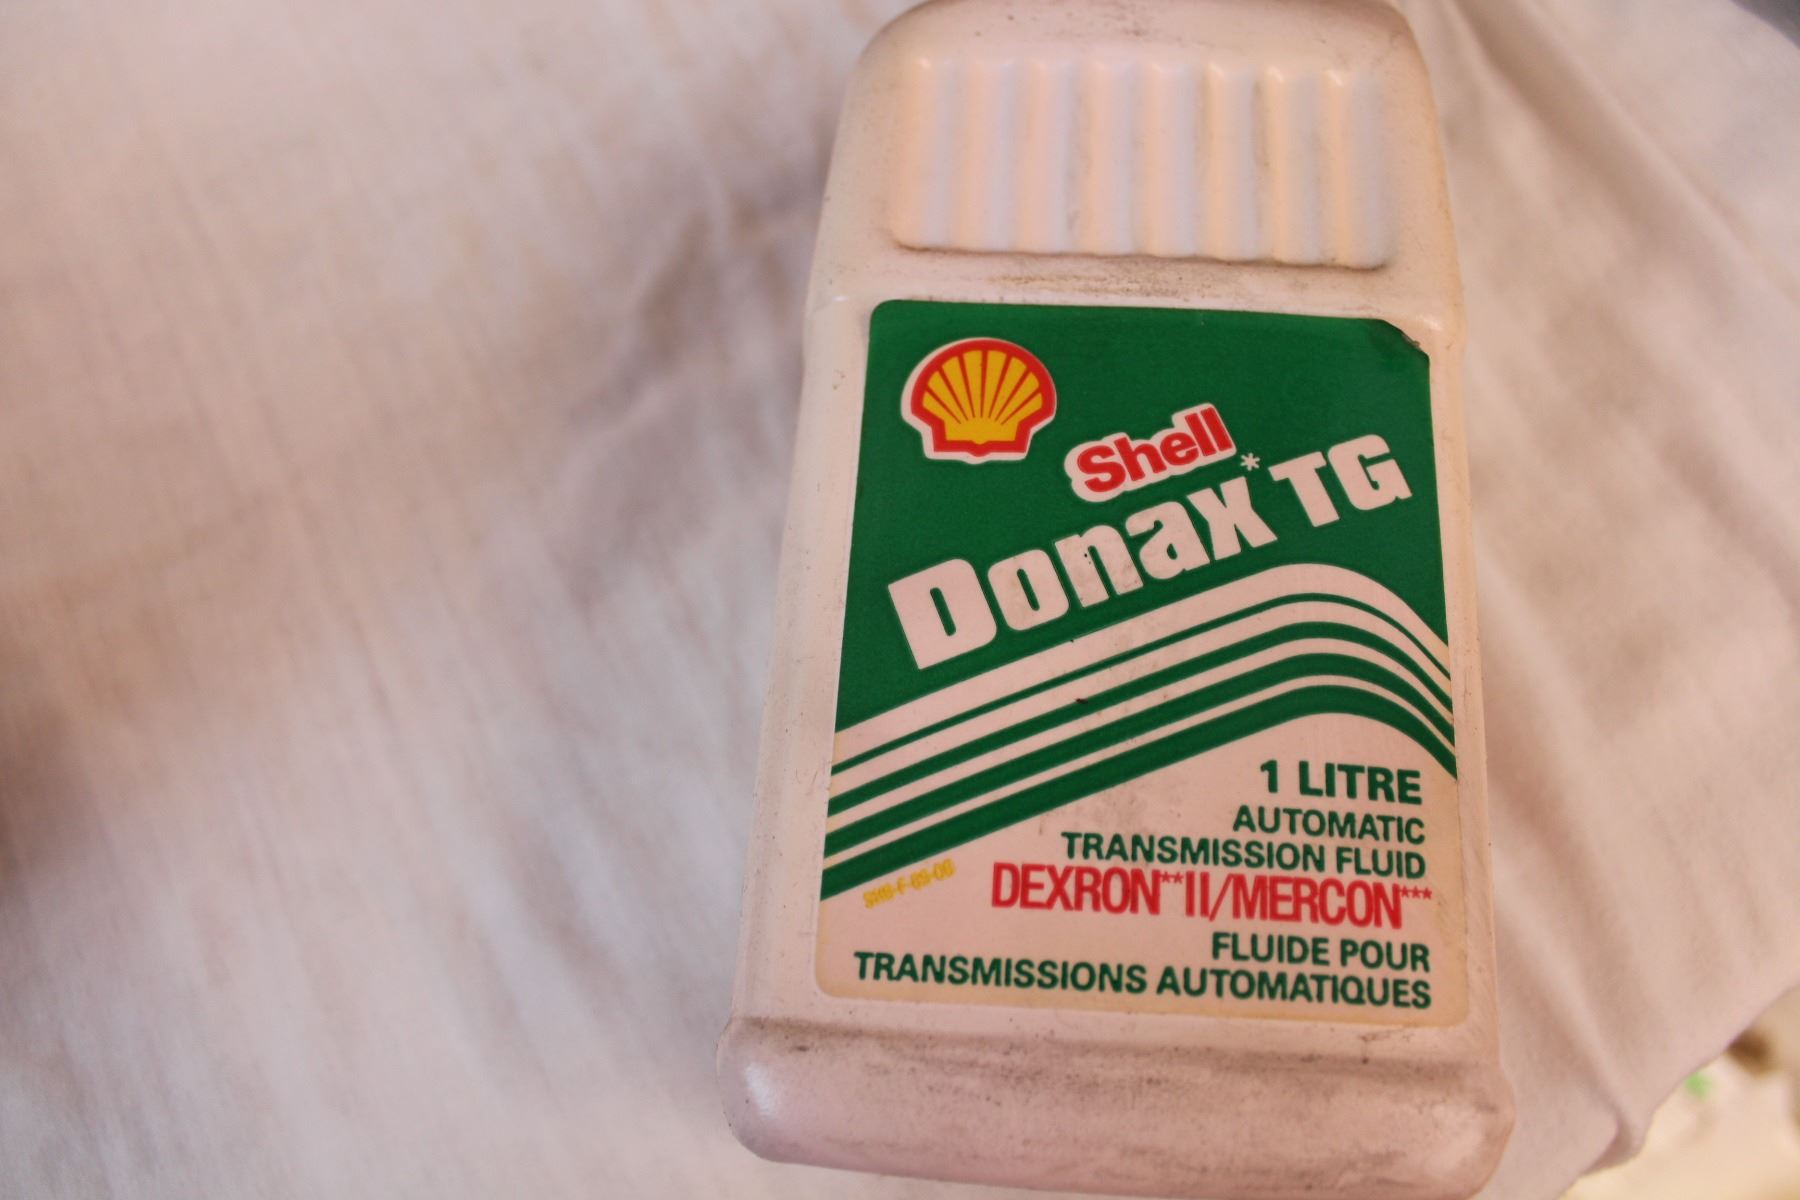 Shell
Donax* TG
1 LITRE
AUTOMATIC
TRANSMISSION FLUID
DEXRON**II/MERCON***
FLUIDE POUR
TRANSMISSIONS AUTOMATIQUES